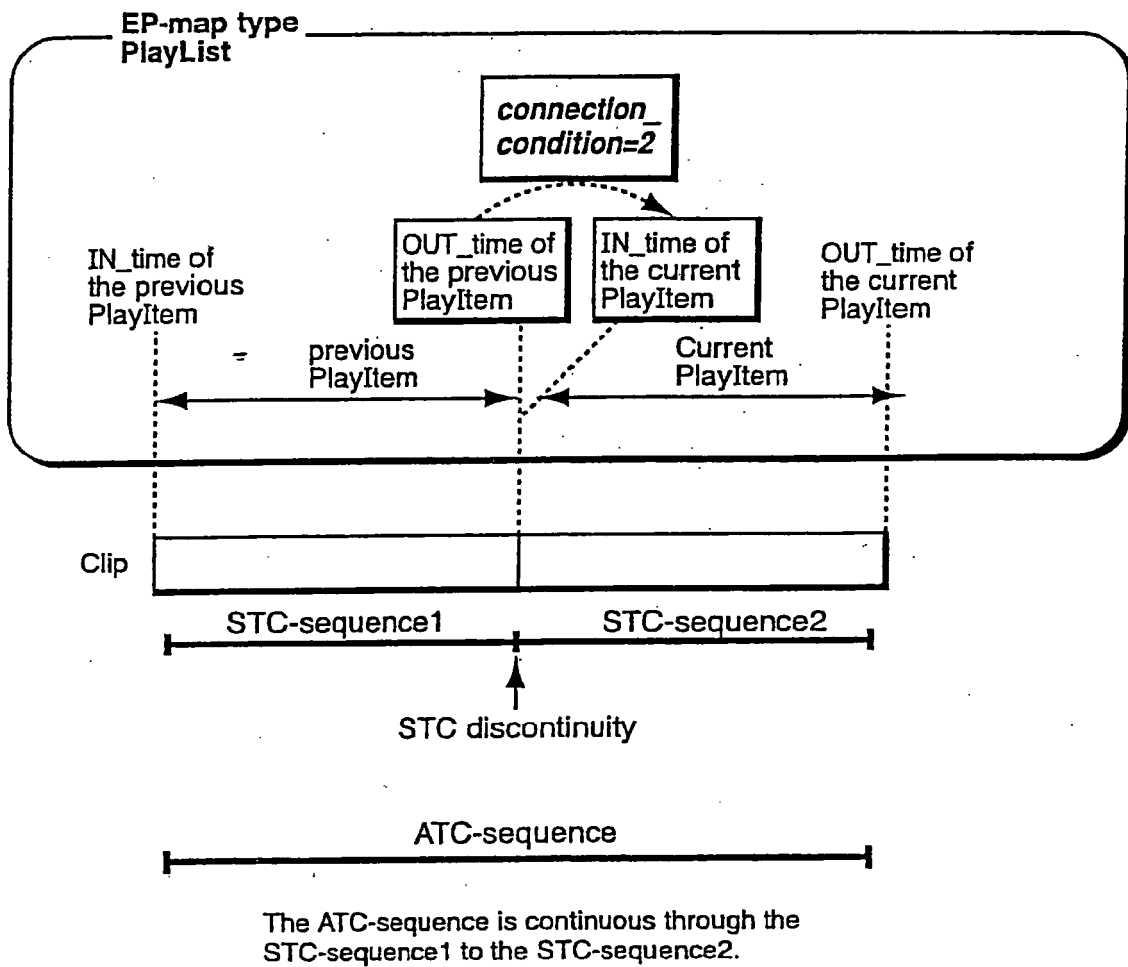 EP-map type
PlayList
connection_
condition=2
IN_time of
the previous
PlayItem
OUT_time of
the previous
PlayItem
IN_time of
the current
PlayItem
OUT_time of
the current
PlayItem
previous
PlayItem
Current
PlayItem
Clip
STC-sequence1
STC-sequence2
STC discontinuity
ATC-sequence
The ATC-sequence is continuous through the
STC-sequence1 to the STC-sequence2.